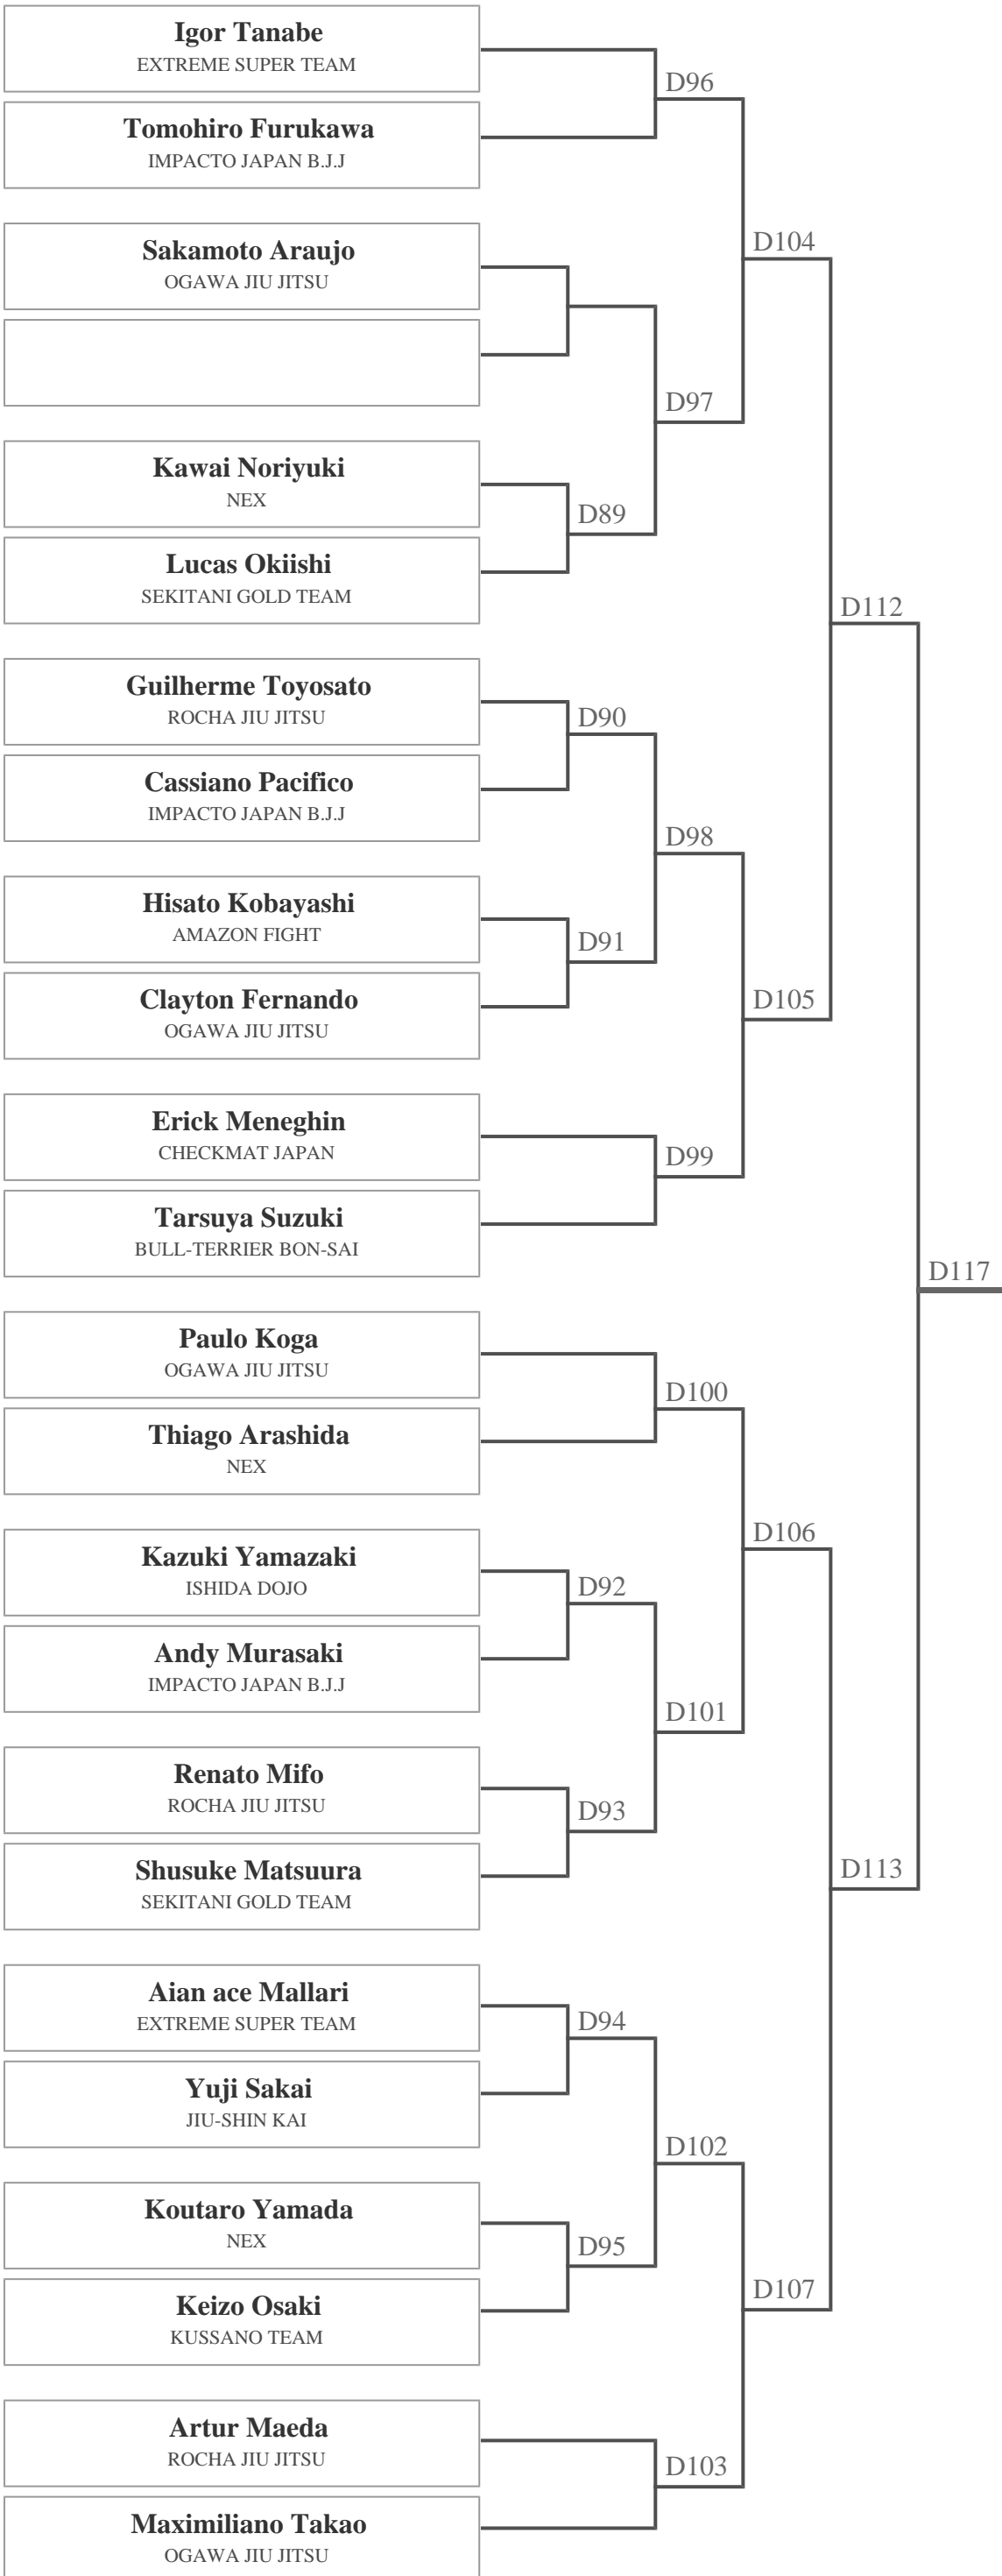 Igor Tanabe
EXTREME SUPER TEAM
D96
Tomohiro Furukawa
IMPACTO JAPAN B.J.J
D104
Sakamoto Araujo
OGAWA JIU JITSU
D97
Kawai Noriyuki
NEX
D89
Lucas Okiishi
SEKITANI GOLD TEAM
D112
Guilherme Toyosato
ROCHA JIU JITSU
D90
Cassiano Pacifico
IMPACTO JAPAN B.J.J
D98
Hisato Kobayashi
AMAZON FIGHT
D91
Clayton Fernando
OGAWA JIU JITSU
D105
Erick Meneghin
CHECKMAT JAPAN
D99
Tarsuya Suzuki
BULL-TERRIER BON-SAI
D117
Paulo Koga
OGAWA JIU JITSU
D100
Thiago Arashida
NEX
D106
Kazuki Yamazaki
ISHIDA DOJO
D92
Andy Murasaki
IMPACTO JAPAN B.J.J
D101
Renato Mifo
ROCHA JIU JITSU
D93
Shusuke Matsuura
SEKITANI GOLD TEAM
D113
Aian ace Mallari
EXTREME SUPER TEAM
D94
Yuji Sakai
JIU-SHIN KAI
D102
Koutaro Yamada
NEX
D95
Keizo Osaki
KUSSANO TEAM
D107
Artur Maeda
ROCHA JIU JITSU
D103
Maximiliano Takao
OGAWA JIU JITSU